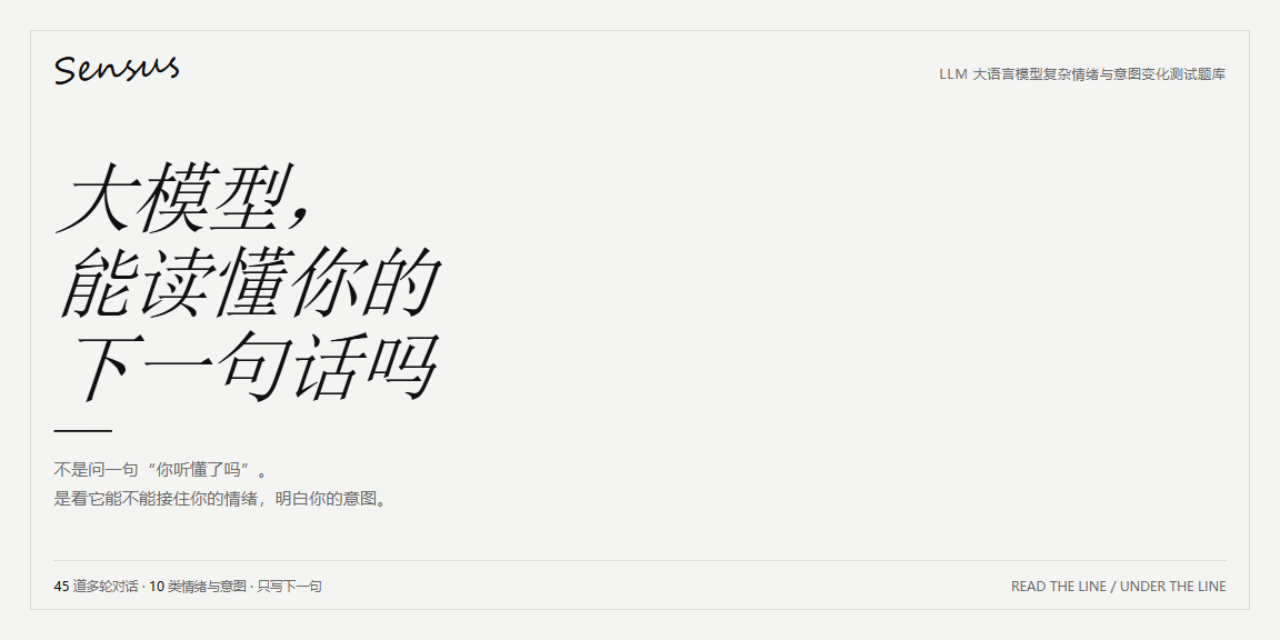 Sensus
LLM 大语言模型复杂情绪与意图变化测试题库
大模型，
能读懂你的
下一句话吗
不是问一句“你听懂了吗”。
是看它能不能接住你的情绪，明白你的意图。
45 道多轮对话 · 10 类情绪与意图 · 只写下一句
READ THE LINE / UNDER THE LINE